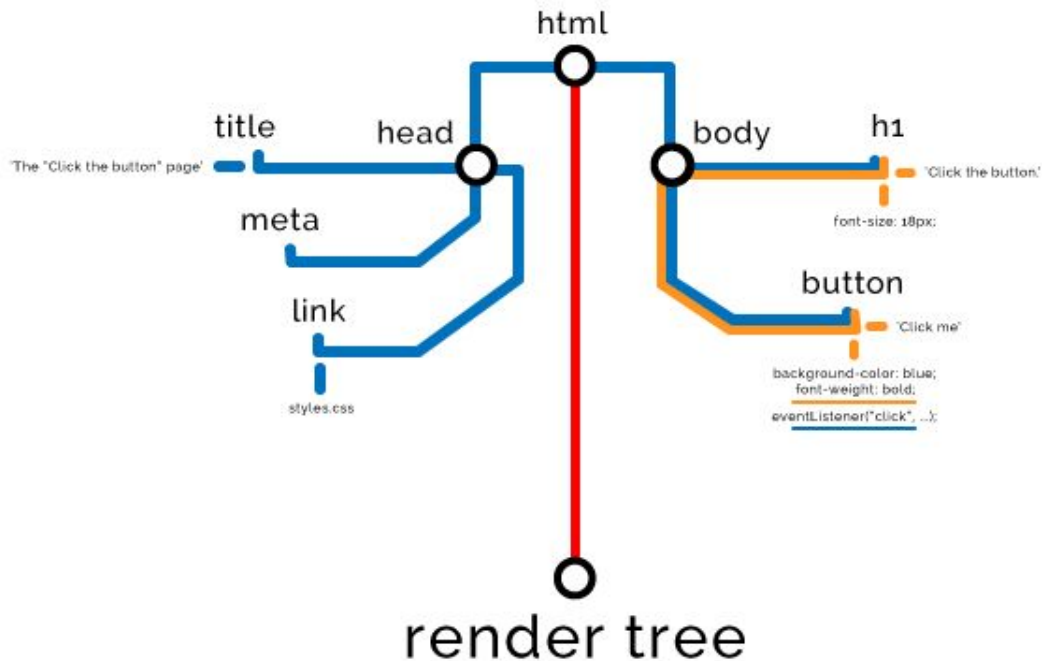 html
title
head
body
h1
'The "Click the button" page'
'Click the button.'
meta
font-size: 18px;
link
button
'Click me'
background-color: blue;
font-weight: bold;
styles.css
eventListener("click", ...);
render tree